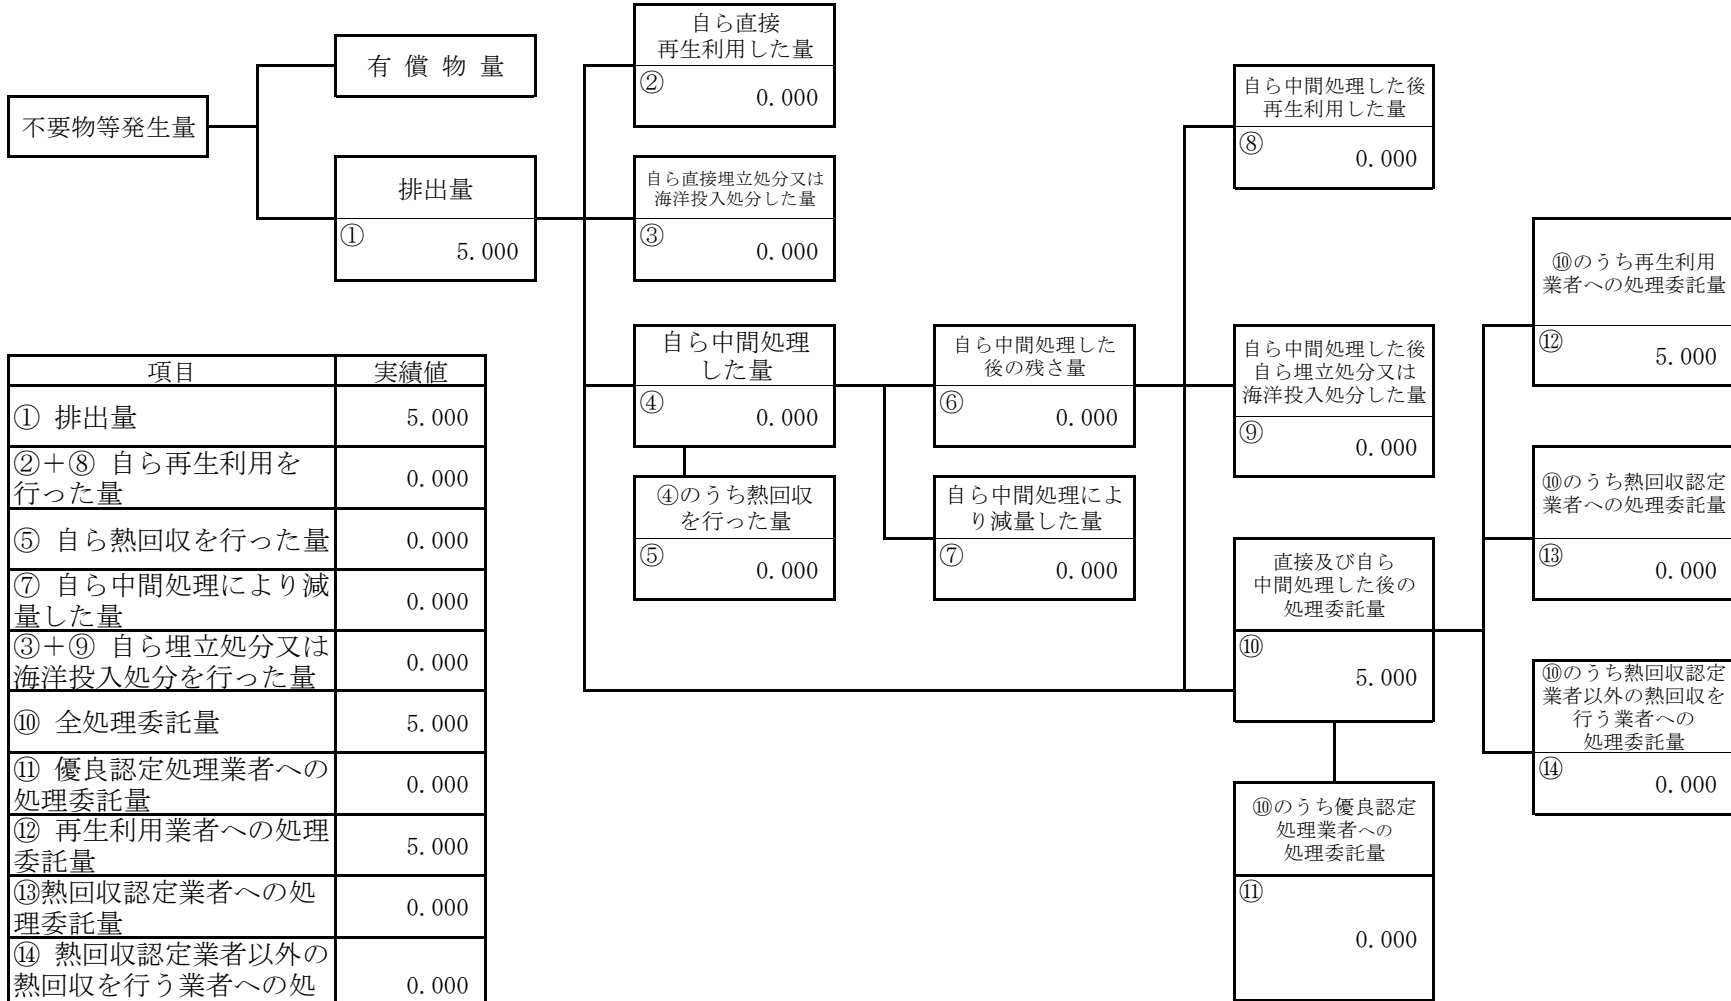 不要物等発生量
有 償 物 量
排出量
①
5.000
自ら直接
再生利用した量
②
0.000
自ら直接埋立処分又は
海洋投入処分した量
③
0.000
自ら中間処理
した量
④
0.000
④のうち熱回収
を行った量
⑤
0.000
自ら中間処理した
後の残さ量
⑥
0.000
自ら中間処理によ
り減量した量
⑦
0.000
自ら中間処理した後
再生利用した量
⑧
0.000
自ら中間処理した後
自ら埋立処分又は
海洋投入処分した量
⑨
0.000
直接及び自ら
中間処理した後の
処理委託量
⑩
5.000
⑩のうち優良認定
処理業者への
処理委託量
⑪
0.000
⑩のうち再生利用
業者への処理委託量
⑫
5.000
⑩のうち熱回収認定
業者への処理委託量
⑬
0.000
⑩のうち熱回収認定
業者以外の熱回収を
行う業者への
処理委託量
⑭
0.000
項目 実績値
① 排出量 5.000
②+⑧ 自ら再生利用を
行った量 0.000
⑤ 自ら熱回収を行った量 0.000
⑦ 自ら中間処理により減
量した量 0.000
③+⑨ 自ら埋立処分又は
海洋投入処分を行った量 0.000
⑩ 全処理委託量 5.000
⑪ 優良認定処理業者への
処理委託量 0.000
⑫ 再生利用業者への処理
委託量 5.000
⑬熱回収認定業者への処
理委託量 0.000
⑭ 熱回収認定業者以外の
熱回収を行う業者への処 0.000